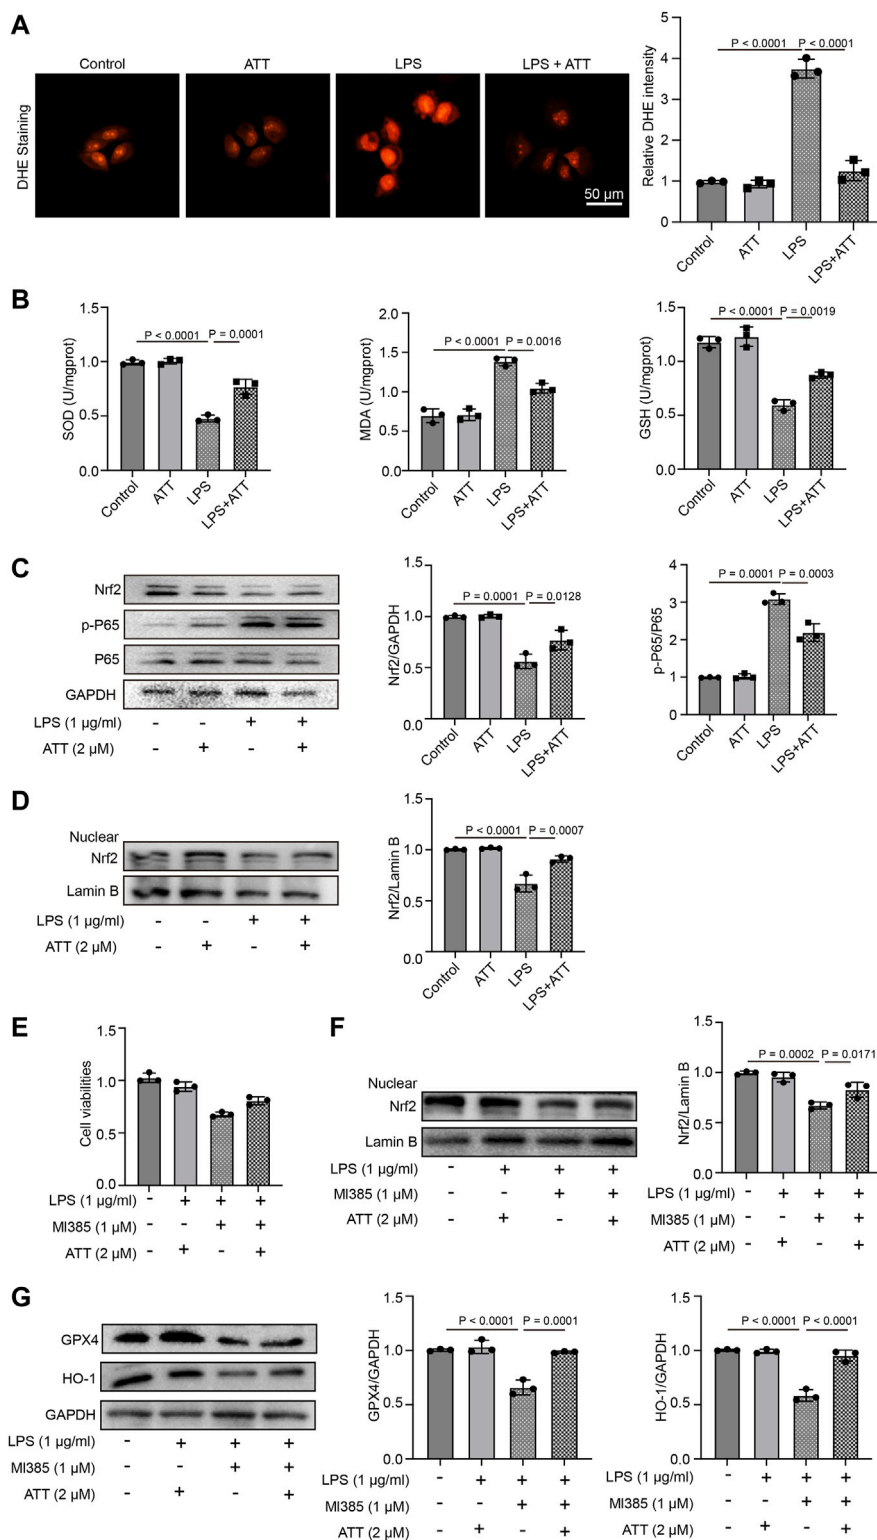 A
Control
ATT
LPS
LPS + ATT
DHE Staining
50 µm
Relative DHE intensity
5
4
3
2
1
0
P < 0.0001
P < 0.0001
Control
ATT
LPS
LPS+ATT
B
SOD (U/mgprot)
1.5
1.0
0.5
0.0
P < 0.0001
P = 0.0001
Control
ATT
LPS
LPS+ATT
MDA (U/mgprot)
2.0
1.5
1.0
0.5
0.0
P < 0.0001
P = 0.0016
Control
ATT
LPS
LPS+ATT
GSH (U/mgprot)
1.5
1.0
0.5
0.0
P < 0.0001
P = 0.0019
Control
ATT
LPS
LPS+ATT
C
Nrf2
p-P65
P65
GAPDH
LPS (1 µg/ml) - - + +
ATT (2 µM) - + - +
Nrf2/GAPDH
1.5
1.0
0.5
0.0
P = 0.0001
P = 0.0128
Control
ATT
LPS
LPS+ATT
p-P65/P65
4
3
2
1
0
P = 0.0001
P = 0.0003
Control
ATT
LPS
LPS+ATT
D
Nuclear
Nrf2
Lamin B
LPS (1 µg/ml) - - + +
ATT (2 µM) - + - +
Nrf2/Lamin B
1.5
1.0
0.5
0.0
P < 0.0001
P = 0.0007
Control
ATT
LPS
LPS+ATT
E
Cell viabilities
1.5
1.0
0.5
0.0
LPS (1 µg/ml) - + + +
MI385 (1 µM) - - + +
ATT (2 µM) - + - +
F
Nuclear
Nrf2
Lamin B
LPS (1 µg/ml) - + + +
MI385 (1 µM) - - + +
ATT (2 µM) - + - +
Nrf2/Lamin B
1.5
1.0
0.5
0.0
P = 0.0002
P = 0.0171
LPS (1 µg/ml) - + + +
MI385 (1 µM) - - + +
ATT (2 µM) - + - +
G
GPX4
HO-1
GAPDH
LPS (1 µg/ml) - + + +
MI385 (1 µM) - - + +
ATT (2 µM) - + - +
GPX4/GAPDH
1.5
1.0
0.5
0.0
P < 0.0001
P = 0.0001
LPS (1 µg/ml) - + + +
MI385 (1 µM) - - + +
ATT (2 µM) - + - +
HO-1/GAPDH
1.5
1.0
0.5
0.0
P < 0.0001
P < 0.0001
LPS (1 µg/ml) - + + +
MI385 (1 µM) - - + +
ATT (2 µM) - + - +